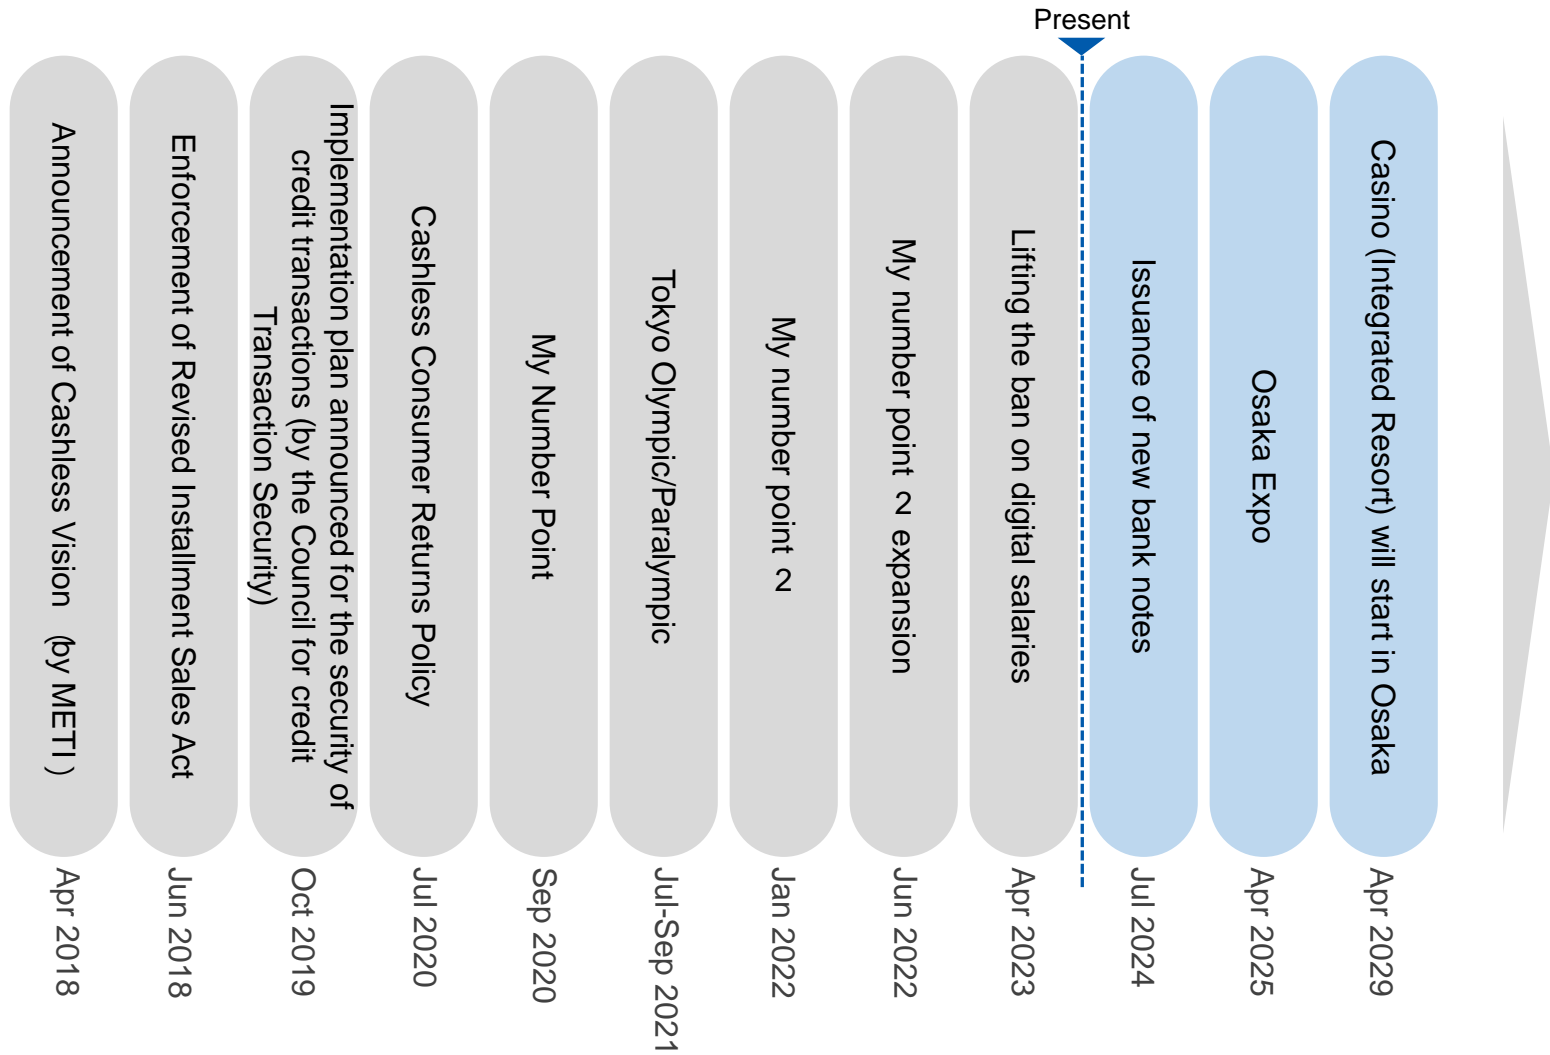 Present
Announcement of Cashless Vision （by METI）
Enforcement of Revised Installment Sales Act
Implementation plan announced for the security of
credit transactions (by the Council for credit
Transaction Security)
Cashless Consumer Returns Policy
My Number Point
Tokyo Olympic/Paralympic
My number point 2
My number point 2 expansion
Lifting the ban on digital salaries
Issuance of new bank notes
Osaka Expo
Casino (Integrated Resort) will start in Osaka
Apr 2018
Jun 2018
Oct 2019
Jul 2020
Sep 2020
Jul-Sep 2021
Jan 2022
Jun 2022
Apr 2023
Jul 2024
Apr 2025
Apr 2029